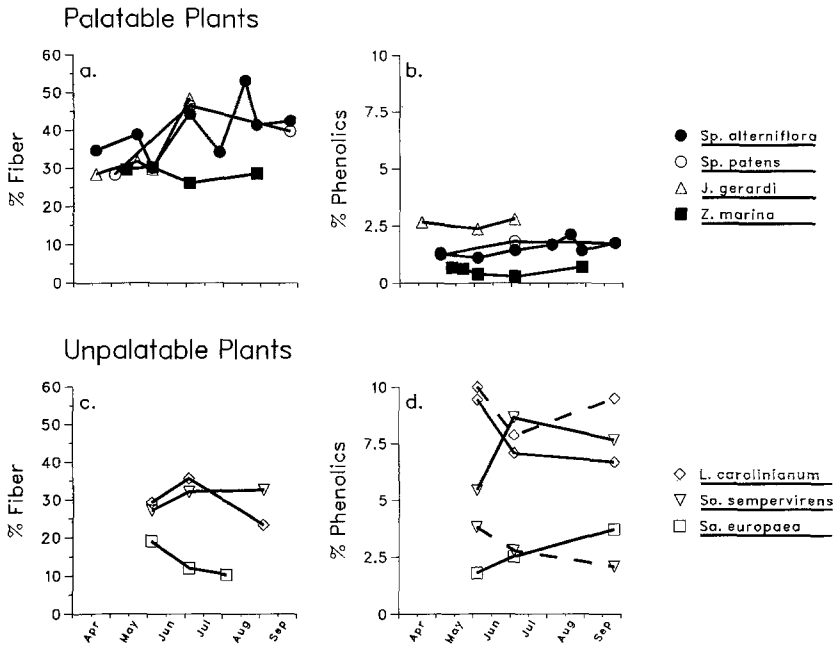 Palatable Plants
60
50
40
30
20
10
0
% Fiber
a.
10
7.5
5
2.5
0
% Phenolics
b.
Sp. alterniflora
Sp. patens
J. gerardi
Z. marina
Unpalatable Plants
60
50
40
30
20
10
0
% Fiber
c.
Apr
May
Jun
Jul
Aug
Sep
10
7.5
5
2.5
0
% Phenolics
d.
Apr
May
Jun
Jul
Aug
Sep
L. carolinianum
So. sempervirens
Sa. europaea